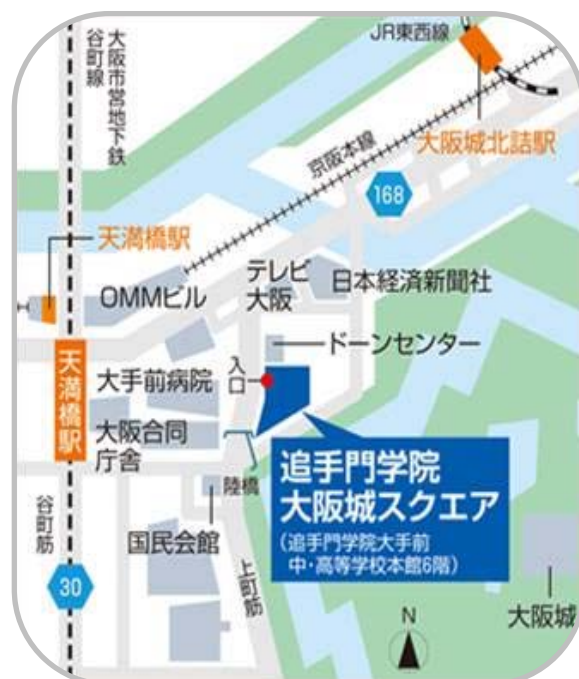 JR東西線
大阪市営地下鉄
谷町線
大阪城北詰駅
京阪本線
168
天満橋駅
テレビ
大阪
日本経済新聞社
OMMビル
ドーンセンター
天満橋駅
大手前病院
入口
大阪合同
庁舎
追手門学院
大阪城スクエア
(追手門学院大手前
中・高等学校本館6階)
陸橋
谷町筋
国民会館
上町筋
30
N
大阪城